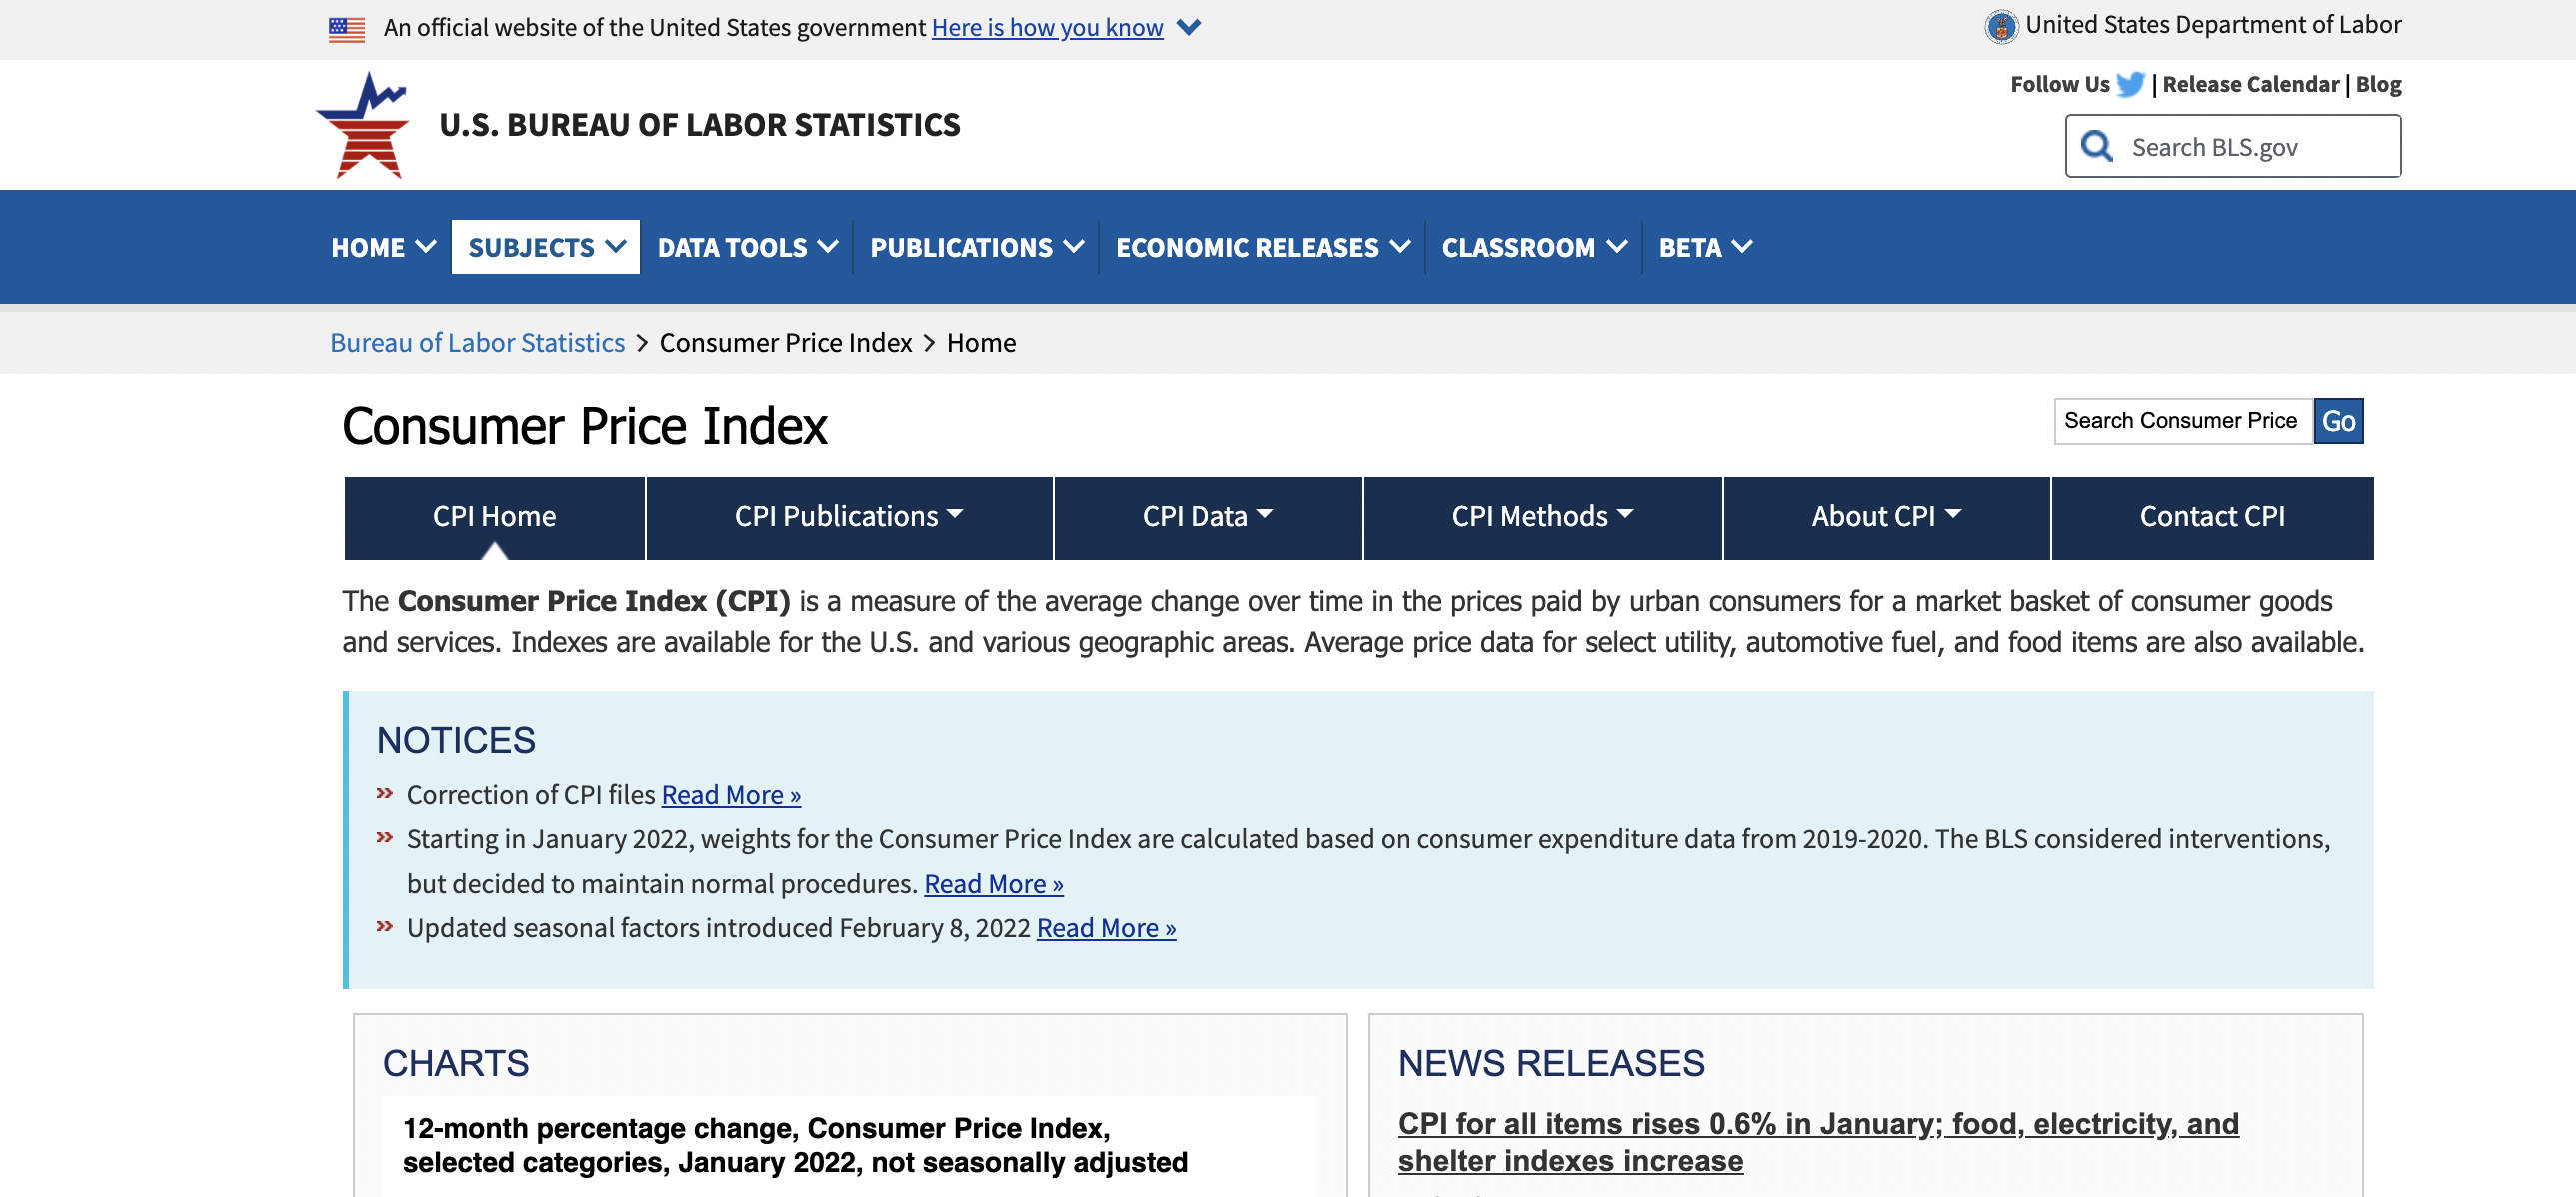 An official website of the United States government Here is how you know
United States Department of Labor
Follow Us | Release Calendar | Blog
U.S. BUREAU OF LABOR STATISTICS
Search BLS.gov
HOME SUBJECTS DATA TOOLS PUBLICATIONS ECONOMIC RELEASES CLASSROOM BETA
Bureau of Labor Statistics > Consumer Price Index > Home
Consumer Price Index
Search Consumer Price Go
CPI Home CPI Publications CPI Data CPI Methods About CPI Contact CPI
The Consumer Price Index (CPI) is a measure of the average change over time in the prices paid by urban consumers for a market basket of consumer goods
and services. Indexes are available for the U.S. and various geographic areas. Average price data for select utility, automotive fuel, and food items are also available.
NOTICES
Correction of CPI files Read More »
Starting in January 2022, weights for the Consumer Price Index are calculated based on consumer expenditure data from 2019-2020. The BLS considered interventions,
but decided to maintain normal procedures. Read More »
Updated seasonal factors introduced February 8, 2022 Read More »
CHARTS
12-month percentage change, Consumer Price Index,
selected categories, January 2022, not seasonally adjusted
NEWS RELEASES
CPI for all items rises 0.6% in January; food, electricity, and
shelter indexes increase